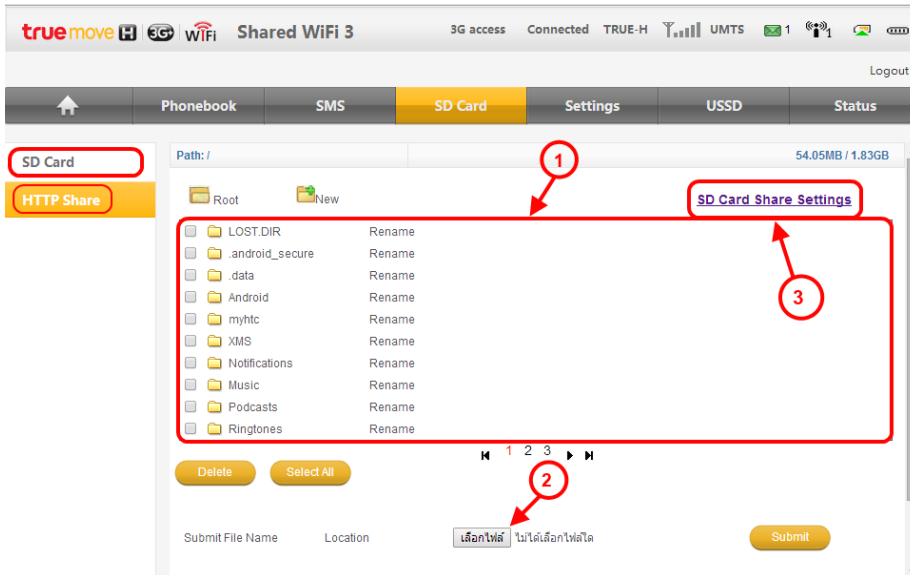 truemove H 3G+ WiFi Shared WiFi 3 3G access Connected TRUE-H UMTS 1 1
Logout
Phonebook SMS SD Card Settings USSD Status
SD Card
HTTP Share
Path: / 54.05MB / 1.83GB
1
Root New SD Card Share Settings
LOST.DIR Rename
.android_secure Rename
.data Rename
Android Rename
3
myhtc Rename
XMS Rename
Notifications Rename
Music Rename
Podcasts Rename
Ringtones Rename
1 2 3
Delete Select All
2
Submit File Name Location เลือกไฟล์ ไม่ได้เลือกไฟล์ใด Submit